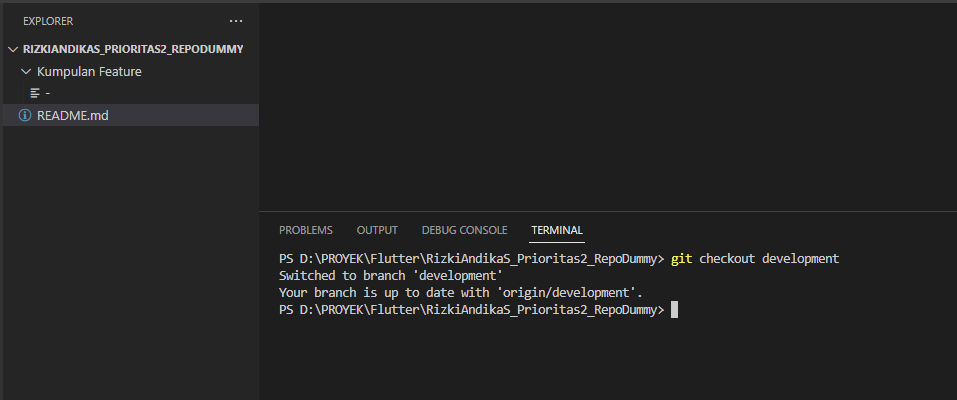 EXPLORER
RIZKIANDIKAS_PRIORITAS2_REPODUMMY
Kumpulan Feature
-
README.md
PROBLEMS OUTPUT DEBUG CONSOLE TERMINAL
PS D:\PROYEK\Flutter\RizkiAndikaS_Prioritas2_RepoDummy> git checkout development
Switched to branch 'development'
Your branch is up to date with 'origin/development'.
PS D:\PROYEK\Flutter\RizkiAndikaS_Prioritas2_RepoDummy>